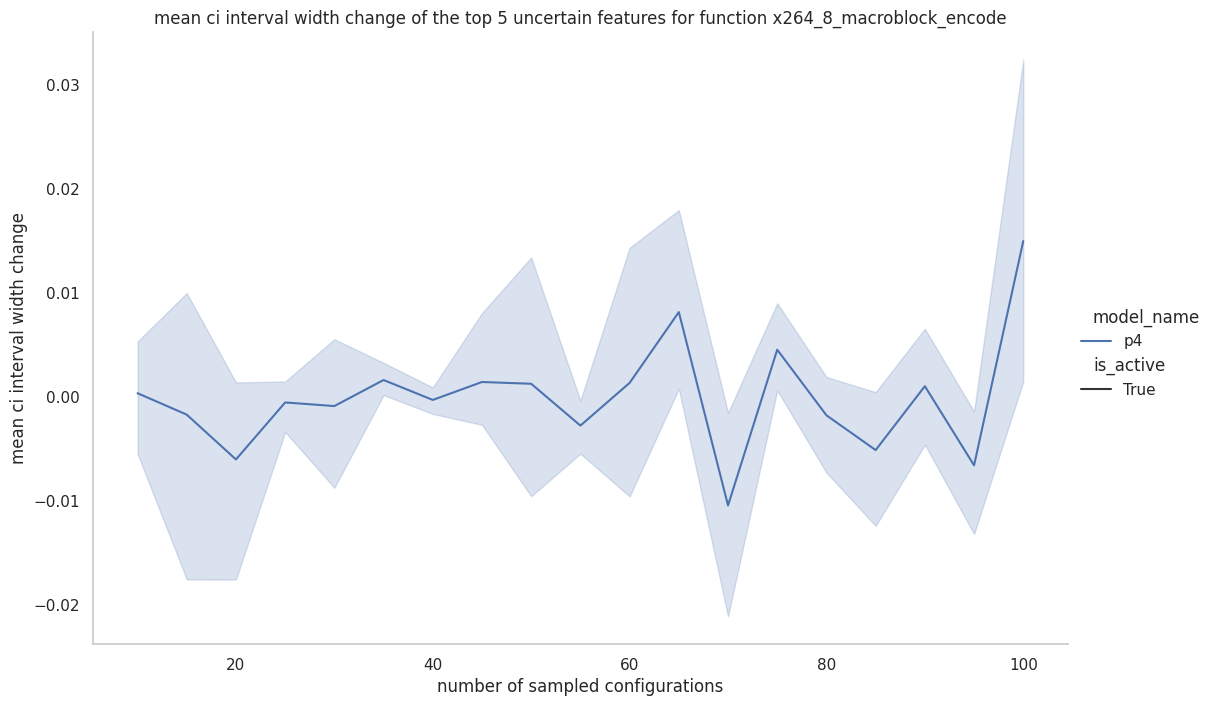 mean ci interval width change of the top 5 uncertain features for function x264_8_macroblock_encode
mean ci interval width change
0.03
0.02
0.01
0.00
−0.01
−0.02
20
40
60
80
100
number of sampled configurations
model_name
p4
is_active
True